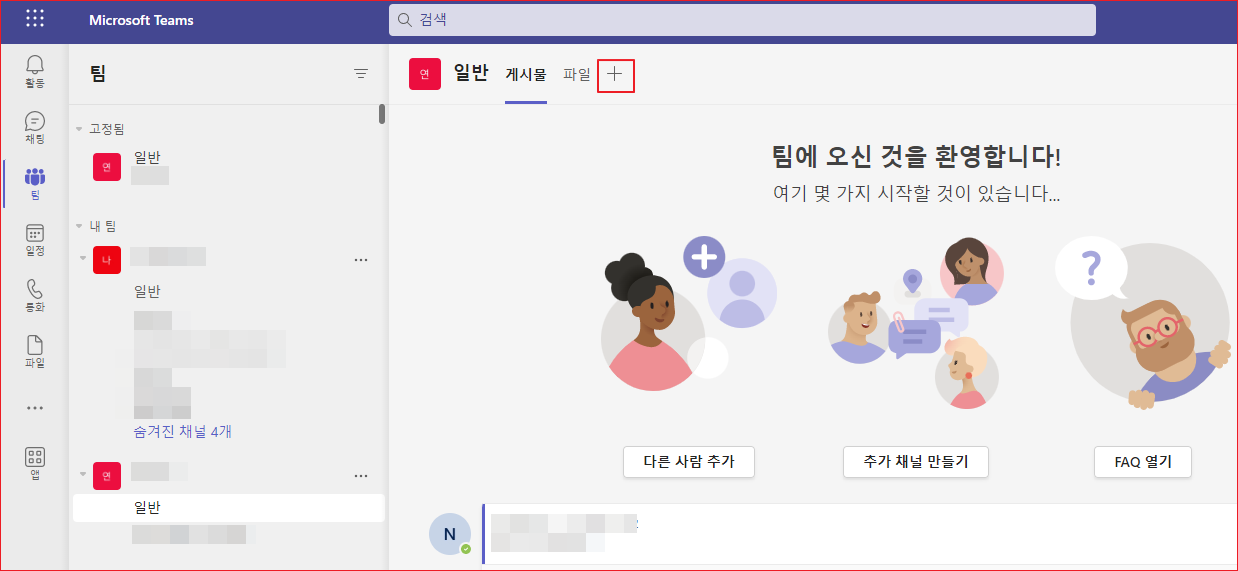 Microsoft Teams
검색
활동
채팅
팀
일정
통화
파일
앱
팀
고정됨
연
일반
내 팀
나
일반
숨겨진 채널 4개
연
일반
연
일반
게시물
파일
팀에 오신 것을 환영합니다!
여기 몇 가지 시작할 것이 있습니다...
?
다른 사람 추가
추가 채널 만들기
FAQ 열기
N